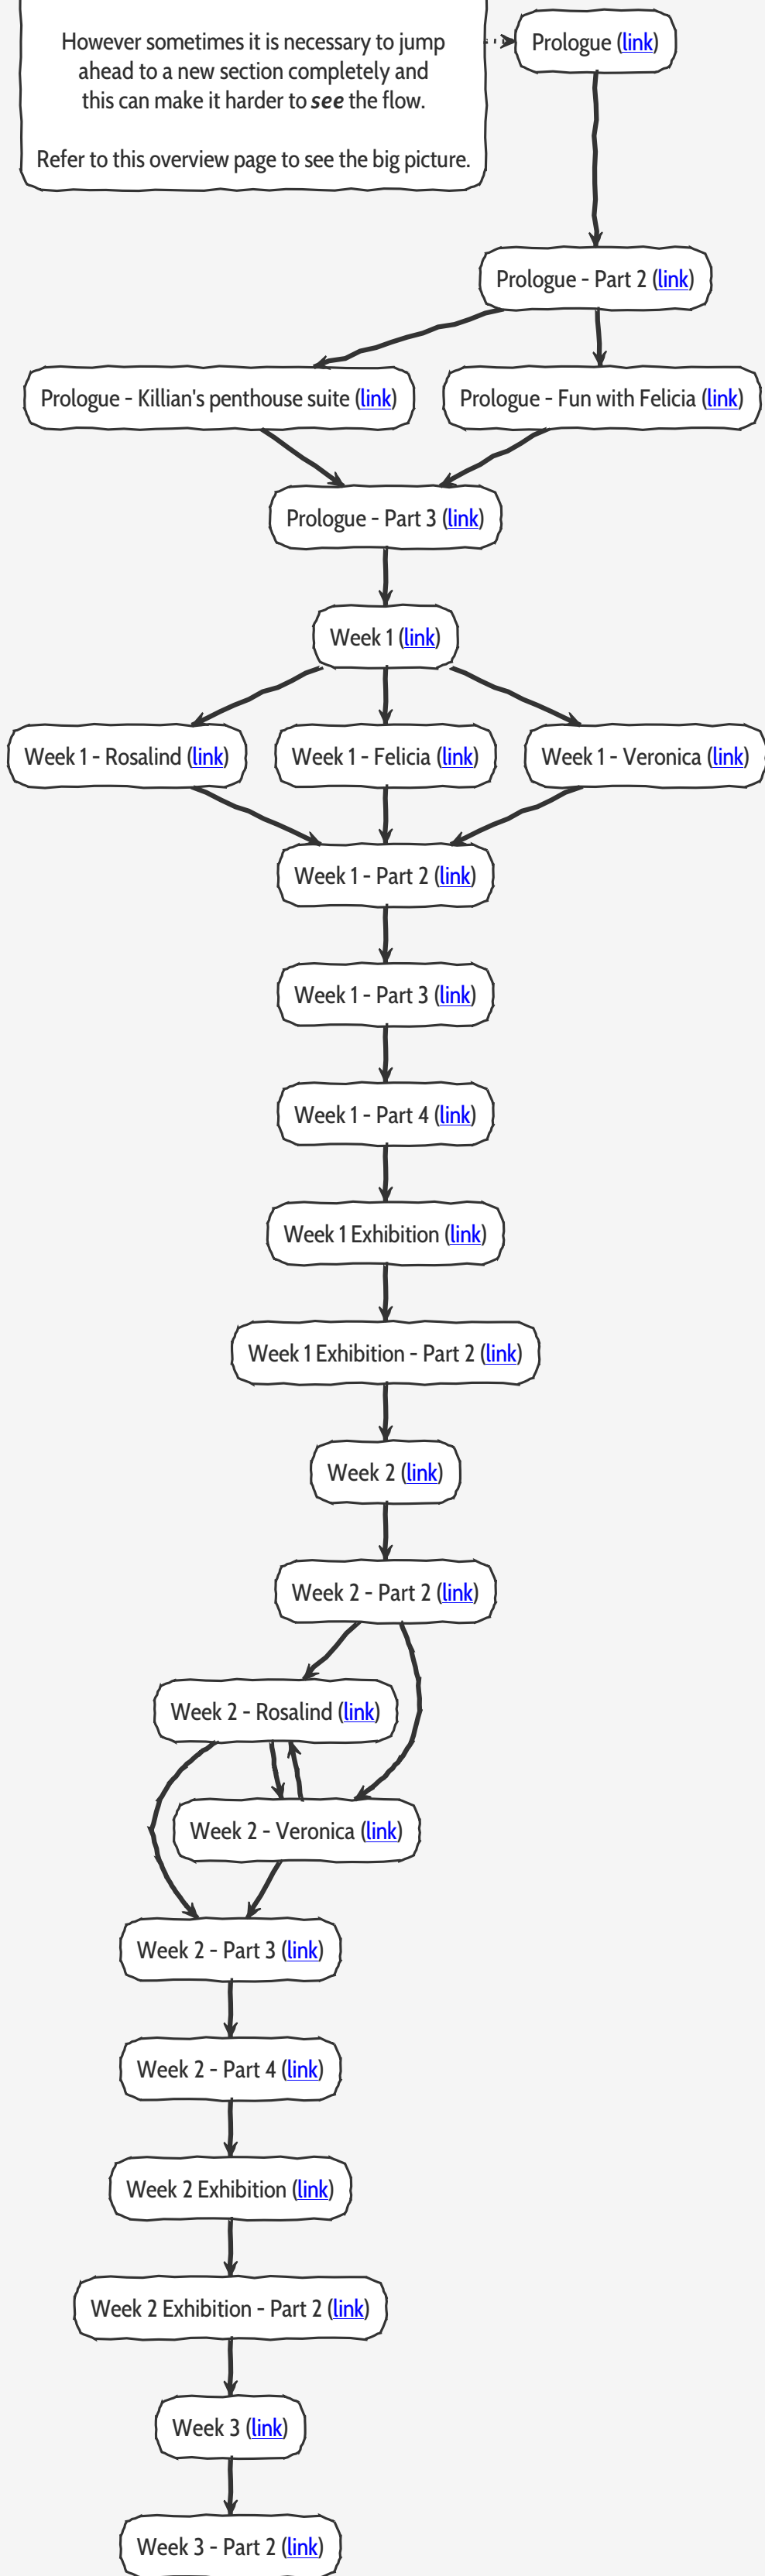 However sometimes it is necessary to jump
ahead to a new section completely and
this can make it harder to see the flow.
Refer to this overview page to see the big picture.
Prologue (link)
Prologue - Part 2 (link)
Prologue - Killian's penthouse suite (link)
Prologue - Fun with Felicia (link)
Prologue - Part 3 (link)
Week 1 (link)
Week 1 - Rosalind (link)
Week 1 - Felicia (link)
Week 1 - Veronica (link)
Week 1 - Part 2 (link)
Week 1 - Part 3 (link)
Week 1 - Part 4 (link)
Week 1 Exhibition (link)
Week 1 Exhibition - Part 2 (link)
Week 2 (link)
Week 2 - Part 2 (link)
Week 2 - Rosalind (link)
Week 2 - Veronica (link)
Week 2 - Part 3 (link)
Week 2 - Part 4 (link)
Week 2 Exhibition (link)
Week 2 Exhibition - Part 2 (link)
Week 3 (link)
Week 3 - Part 2 (link)